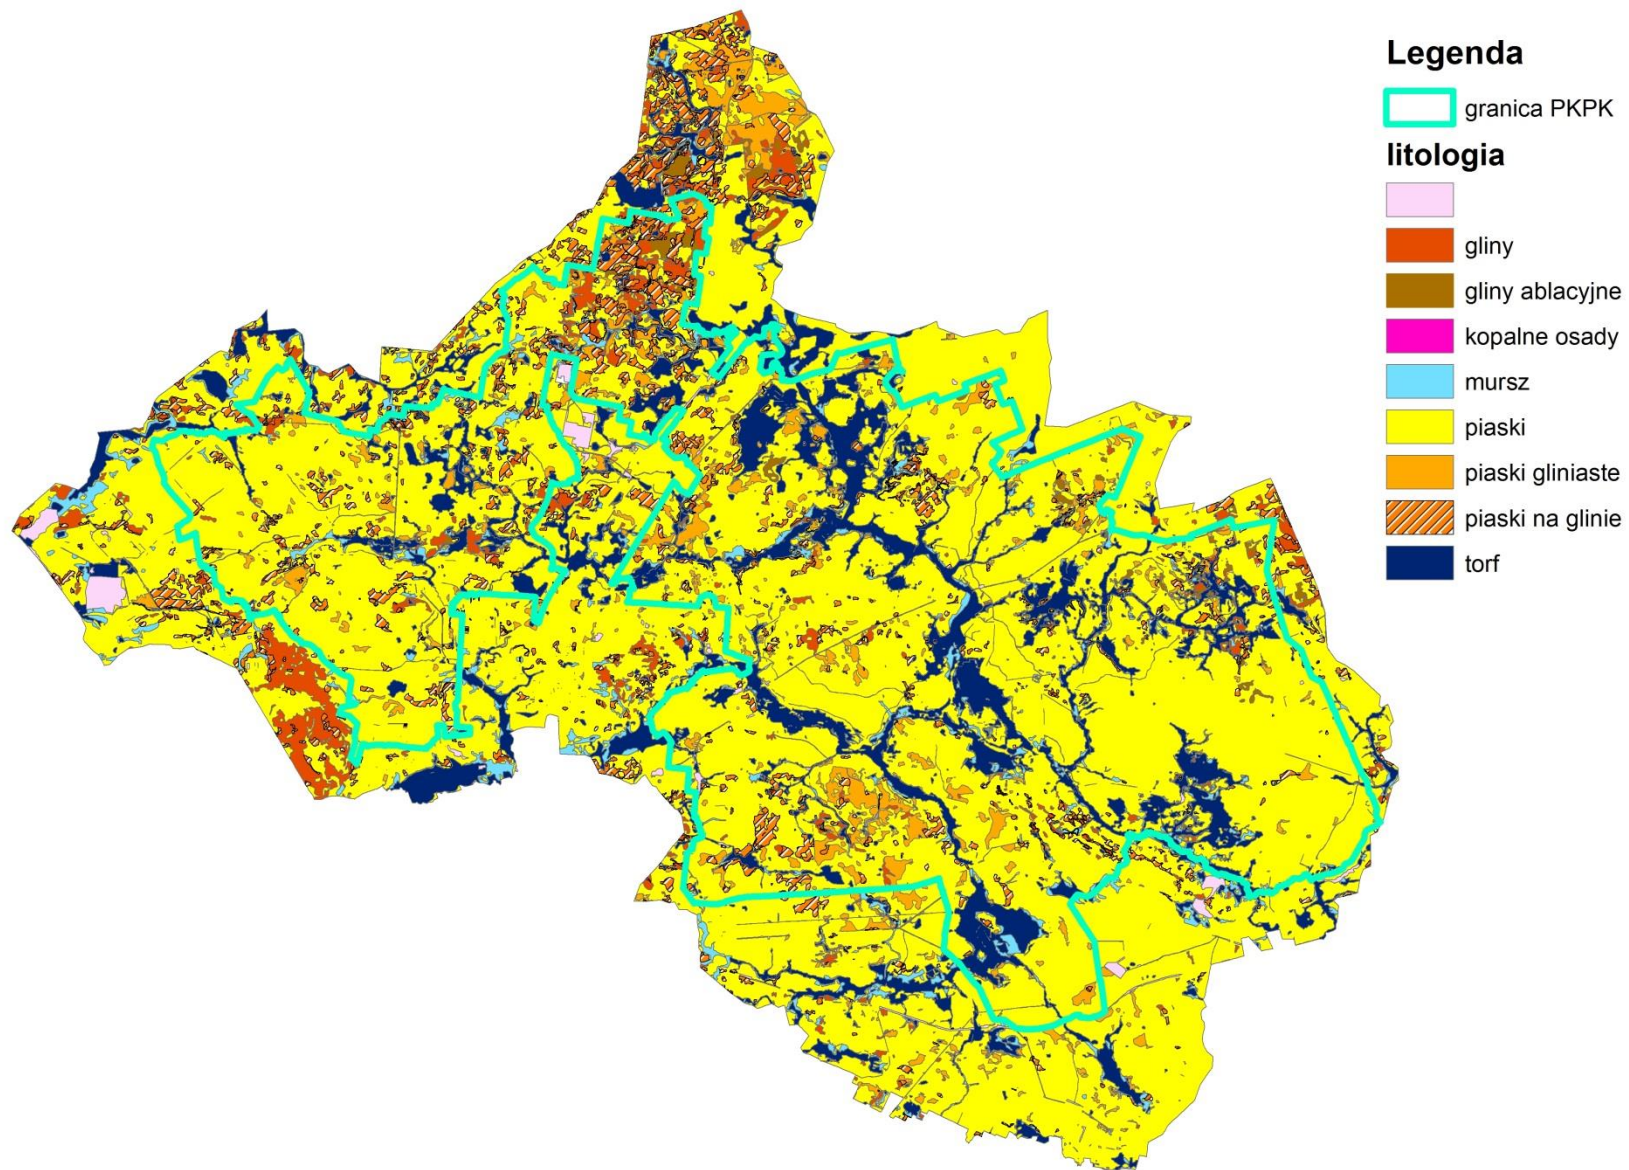 Legenda
granica PKPK
litologia
gliny
gliny ablacyjne
kopalne osady
mursz
piaski
piaski gliniaste
piaski na glinie
torf